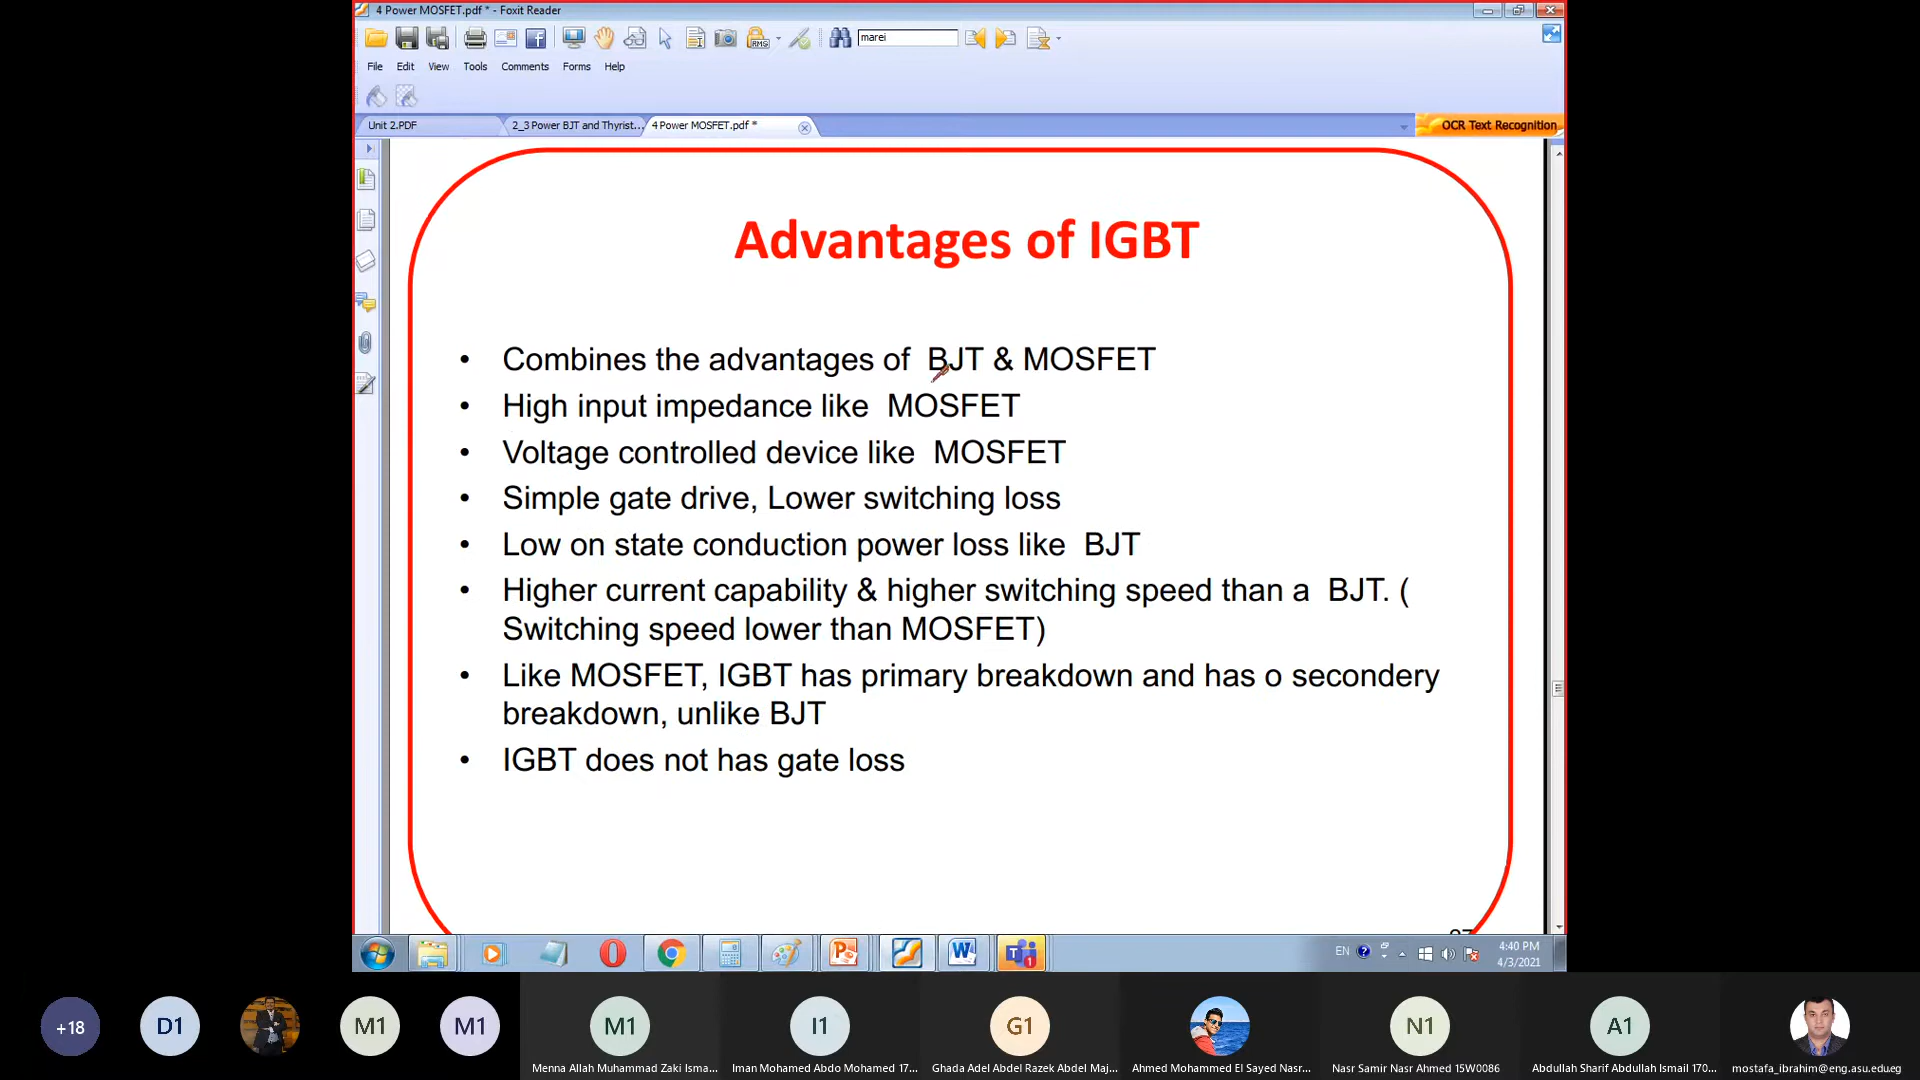 4 Power MOSFET.pdf * - Foxit Reader
RMS
marei
File Edit View Tools Comments Forms Help
Unit 2.PDF
2_3 Power BJT and Thyrist...
4 Power MOSFET.pdf *
OCR Text Recognition
Advantages of IGBT
• Combines the advantages of BJT & MOSFET
• High input impedance like MOSFET
• Voltage controlled device like MOSFET
• Simple gate drive, Lower switching loss
• Low on state conduction power loss like BJT
• Higher current capability & higher switching speed than a BJT. (
Switching speed lower than MOSFET)
• Like MOSFET, IGBT has primary breakdown and has o secondery
breakdown, unlike BJT
• IGBT does not has gate loss
EN
4:40 PM
4/3/2021
+18
D1
M1
M1
M1
I1
G1
N1
A1
Menna Allah Muhammad Zaki Isma...
Iman Mohamed Abdo Mohamed 17...
Ghada Adel Abdel Razek Abdel Maj...
Ahmed Mohammed El Sayed Nasr...
Nasr Samir Nasr Ahmed 15W0086
Abdullah Sharif Abdullah Ismail 170...
mostafa_ibrahim@eng.asu.edu.eg